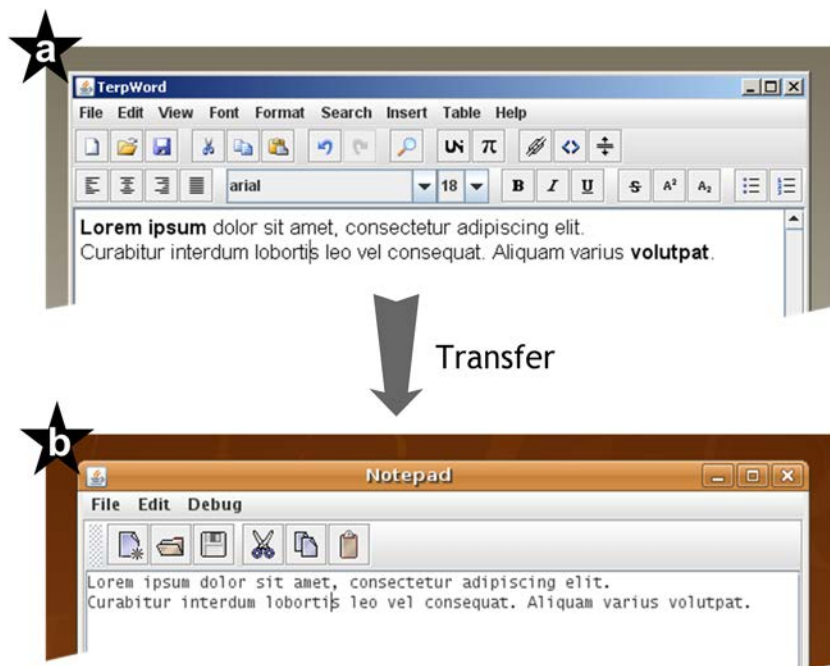 a
TerpWord
File Edit View Font Format Search Insert Table Help
π
arial 18 B I U S A² A₂
Lorem ipsum dolor sit amet, consectetur adipiscing elit.
Curabitur interdum lobortis leo vel consequat. Aliquam varius volutpat.
Transfer
b
Notepad
File Edit Debug
Lorem ipsum dolor sit amet, consectetur adipiscing elit.
Curabitur interdum lobortis leo vel consequat. Aliquam varius volutpat.